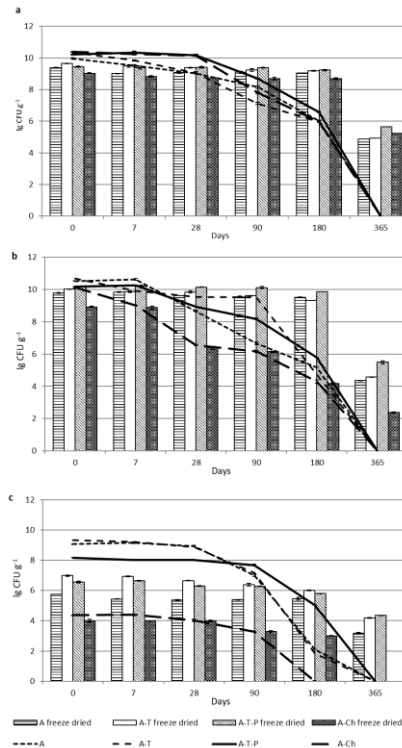 a
12
10
8
6
4
2
0
lg CFU g⁻¹
0 7 28 90 180 365
Days
b
12
10
8
6
4
2
0
lg CFU g⁻¹
0 7 28 90 180 365
Days
c
12
10
8
6
4
2
0
lg CFU g⁻¹
0 7 28 90 180 365
Days
A freeze dried A-T freeze dried A-T-P freeze dried A-Ch freeze dried
A A-T A-T-P A-Ch